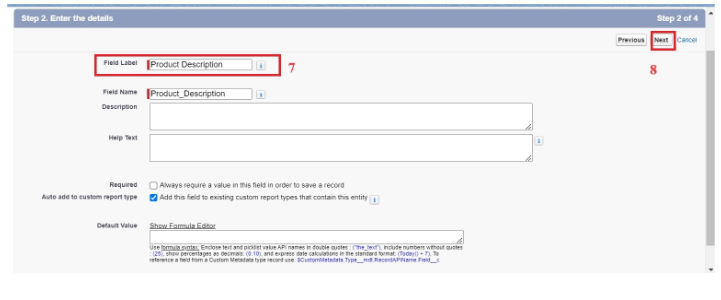 Step 2. Enter the details
Step 2 of 4
Previous Next Cancel
Field Label Product Description i 7
8
Field Name Product_Description i
Description
Help Text i
Required Always require a value in this field in order to save a record
Auto add to custom report type Add this field to existing custom report types that contain this entity i
Default Value Show Formula Editor
Use formula syntax: Enclose text and picklist value API names in double quotes : ("the_text"), include numbers without quotes
: (25), show percentages as decimals: (0.10), and express date calculations in the standard format: (Today() + 7), To
reference a field from a Custom Metadata type record use: $CustomMetadata.Type__mdt.RecordAPIName.Field__c